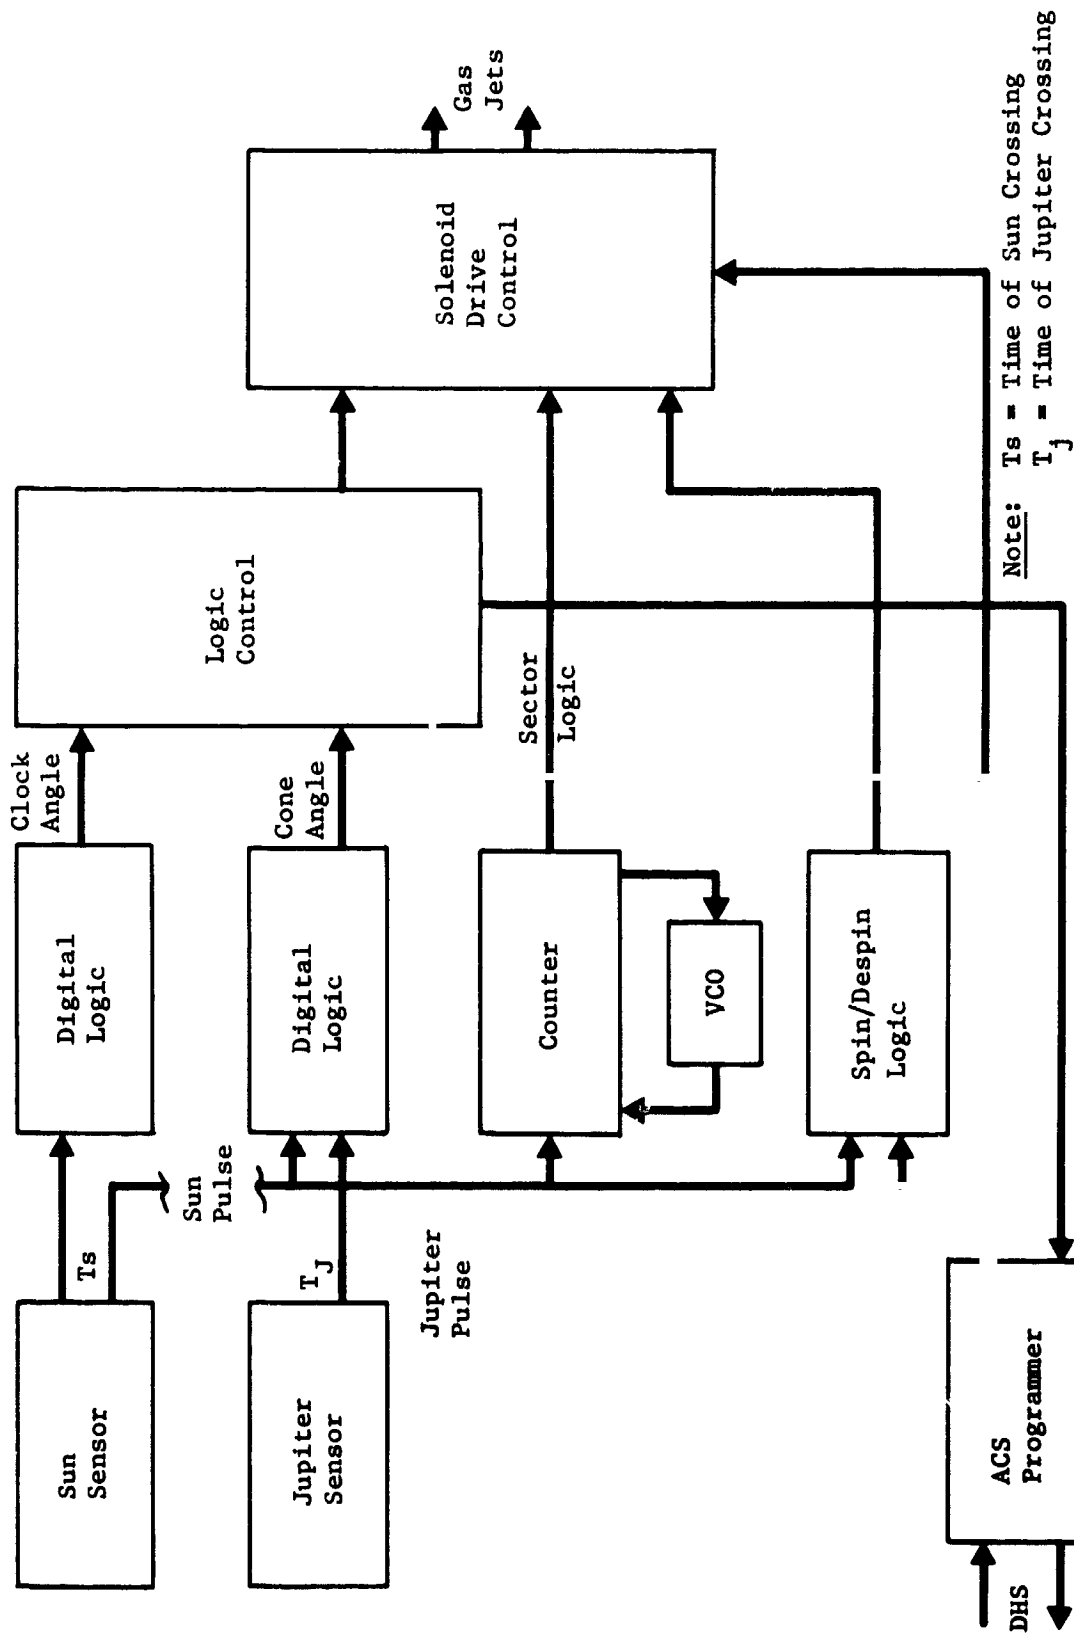 Sun
Sensor
Ts
Sun
Pulse
Digital
Logic
Clock
Angle
Logic
Control
Jupiter
Sensor
T_J
Jupiter
Pulse
Digital
Logic
Cone
Angle
Solenoid
Drive
Control
Gas
Jets
Counter
VCO
Sector
Logic
Spin/Despin
Logic
DHS
ACS
Programmer
Note: Ts = Time of Sun Crossing
T_j = Time of Jupiter Crossing